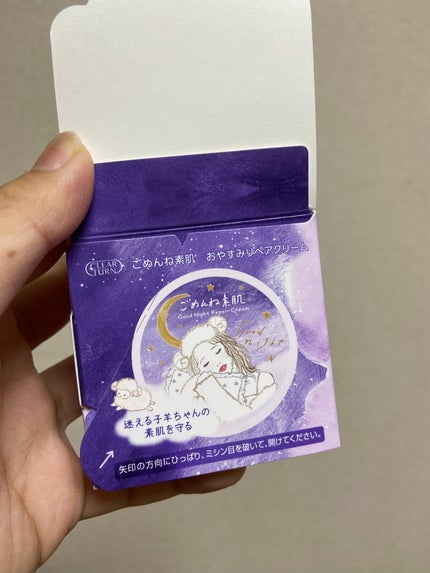 CLEAR
TURN
ごめんね素肌 おやすみリペアクリーム
ごめんね素肌
Good Night Repair Cream
Good
Night
迷える子羊ちゃんの
素肌を守る
矢印の方向にひっぱり、ミシン目を破いて、開けてください。